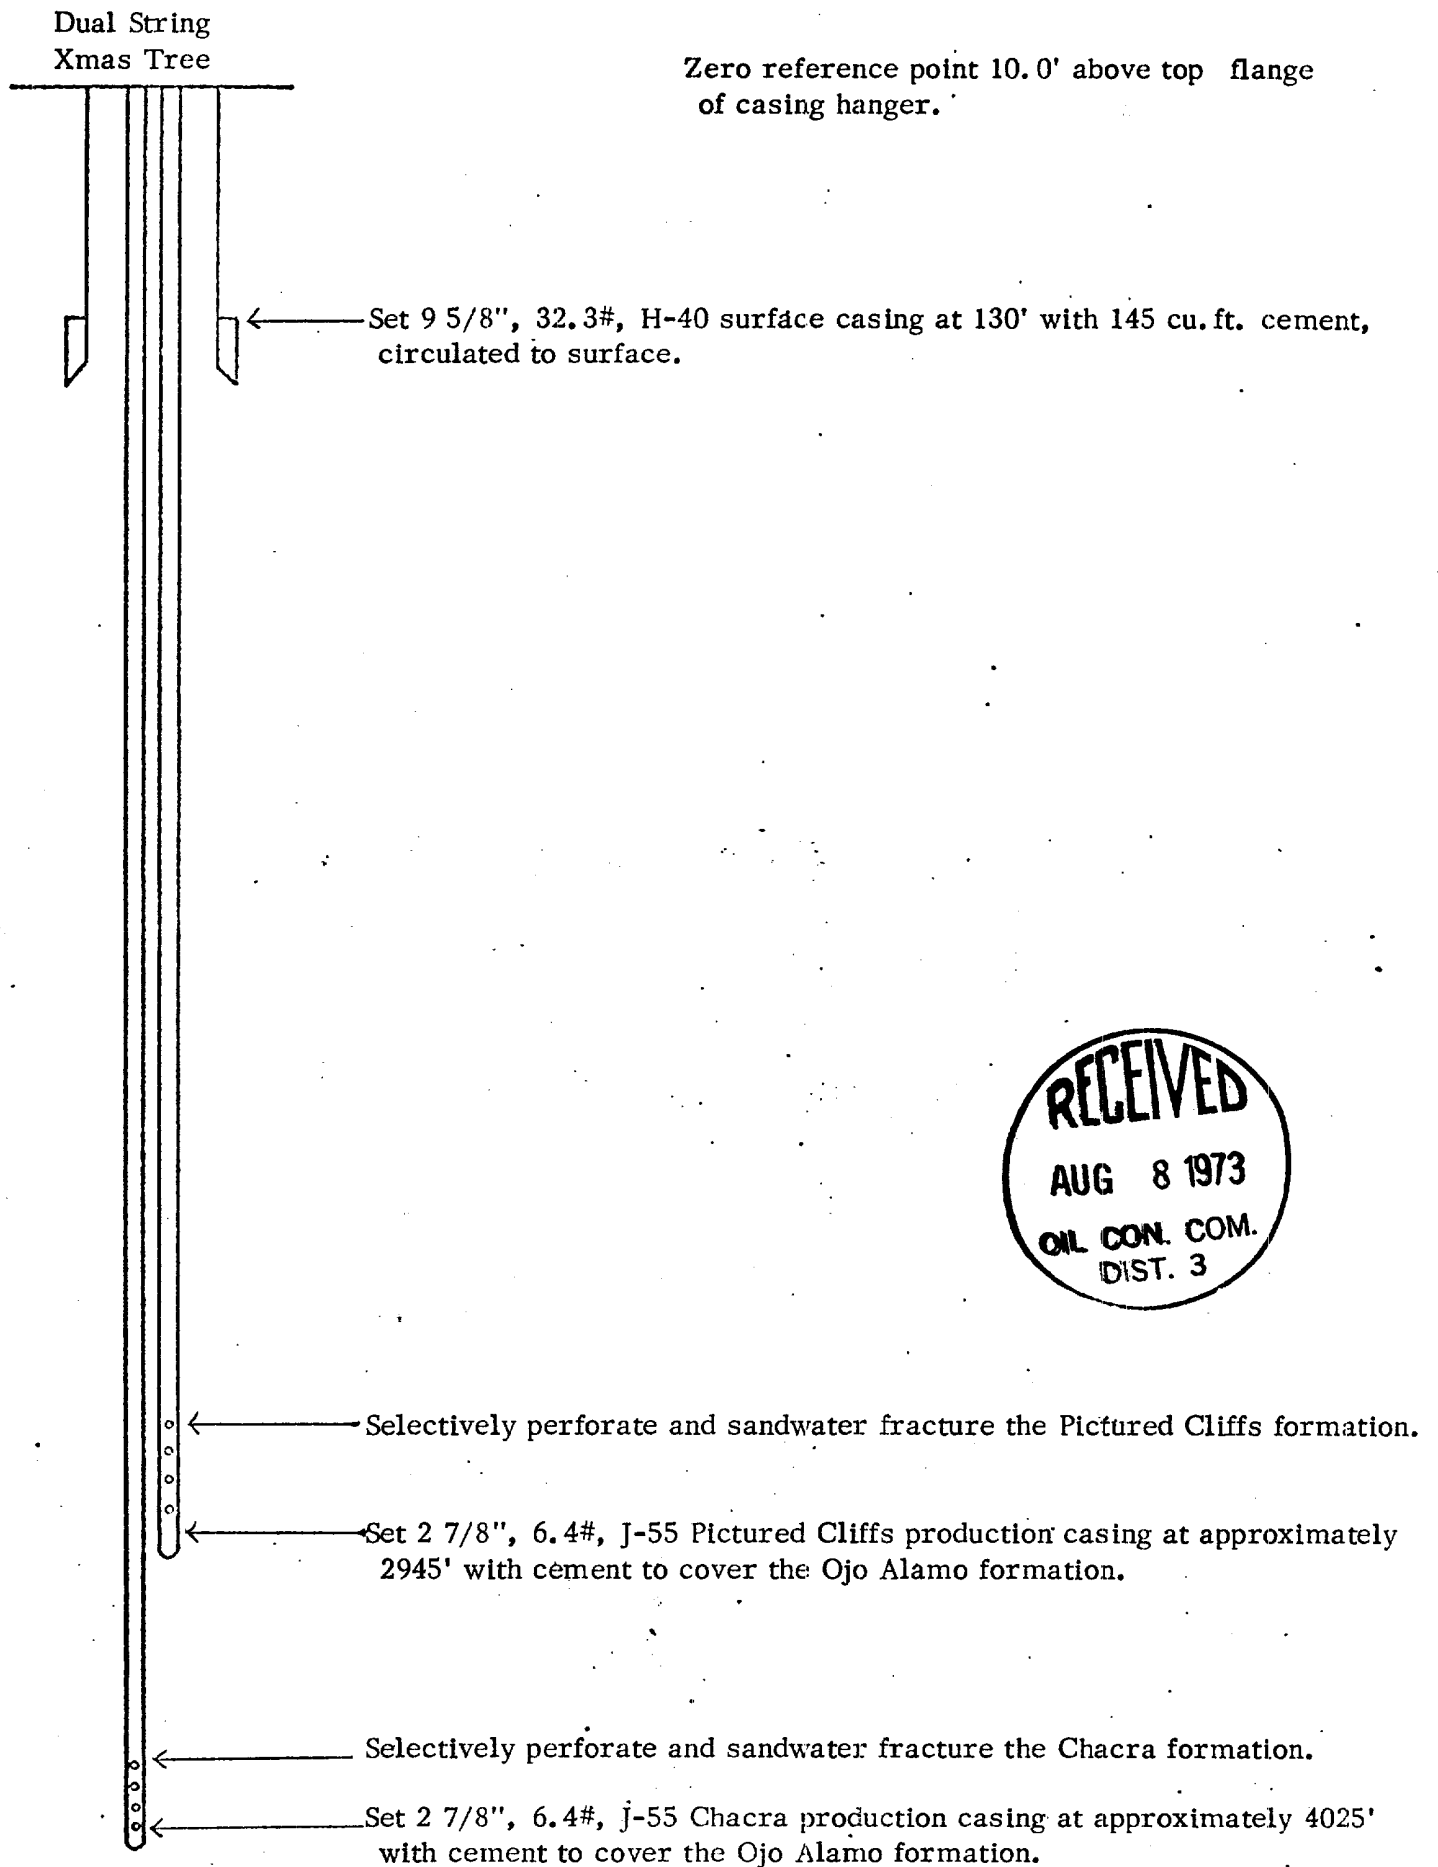 Dual String
Xmas Tree
Zero reference point 10.0' above top flange
of casing hanger.
Set 9 5/8", 32.3#, H-40 surface casing at 130' with 145 cu.ft. cement,
circulated to surface.
RECEIVED
AUG 8 1973
OIL CON. COM.
DIST. 3
Selectively perforate and sandwater fracture the Pictured Cliffs formation.
Set 2 7/8", 6.4#, J-55 Pictured Cliffs production casing at approximately
2945' with cement to cover the Ojo Alamo formation.
Selectively perforate and sandwater fracture the Chacra formation.
Set 2 7/8", 6.4#, J-55 Chacra production casing at approximately 4025'
with cement to cover the Ojo Alamo formation.